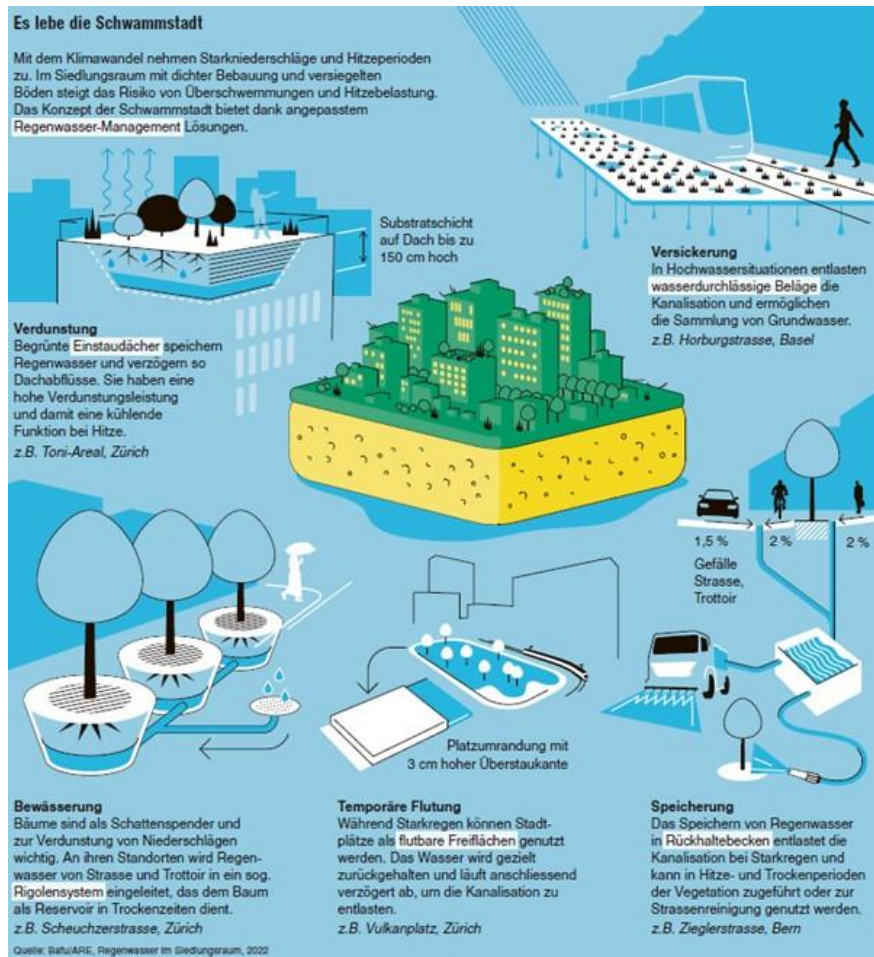 Es lebe die Schwammstadt
Mit dem Klimawandel nehmen Starkniederschläge und Hitzeperioden
zu. Im Siedlungsraum mit dichter Bebauung und versiegelten
Böden steigt das Risiko von Überschwemmungen und Hitzebelastung.
Das Konzept der Schwammstadt bietet dank angepasstem
Regenwasser-Management Lösungen.
Substratschicht
auf Dach bis zu
150 cm hoch
Verdunstung
Begrünte Einstaudächer speichern
Regenwasser und verzögern so
Dachabflüsse. Sie haben eine
hohe Verdunstungsleistung
und damit eine kühlende
Funktion bei Hitze.
z.B. Toni-Areal, Zürich
Versickerung
In Hochwassersituationen entlasten
wasserdurchlässige Beläge die
Kanalisation und ermöglichen
die Sammlung von Grundwasser.
z.B. Horburgstrasse, Basel
1,5 % 2 % 2 %
Gefälle
Strasse,
Trottoir
Platzumrandung mit
3 cm hoher Überstaukante
Bewässerung
Bäume sind als Schattenspender und
zur Verdunstung von Niederschlägen
wichtig. An ihren Standorten wird Regen-
wasser von Strasse und Trottoir in ein sog.
Rigolensystem eingeleitet, das dem Baum
als Reservoir in Trockenzeiten dient.
z.B. Scheuchzerstrasse, Zürich
Temporäre Flutung
Während Starkregen können Stadt-
plätze als flutbare Freiflächen genutzt
werden. Das Wasser wird gezielt
zurückgehalten und läuft anschliessend
verzögert ab, um die Kanalisation zu
entlasten.
z.B. Vulkanplatz, Zürich
Speicherung
Das Speichern von Regenwasser
in Rückhaltebecken entlastet die
Kanalisation bei Starkregen und
kann in Hitze- und Trockenperioden
der Vegetation zugeführt oder zur
Strassenreinigung genutzt werden.
z.B. Zieglerstrasse, Bern
Quelle: Bafu/ARE, Regenwasser im Siedlungsraum, 2022